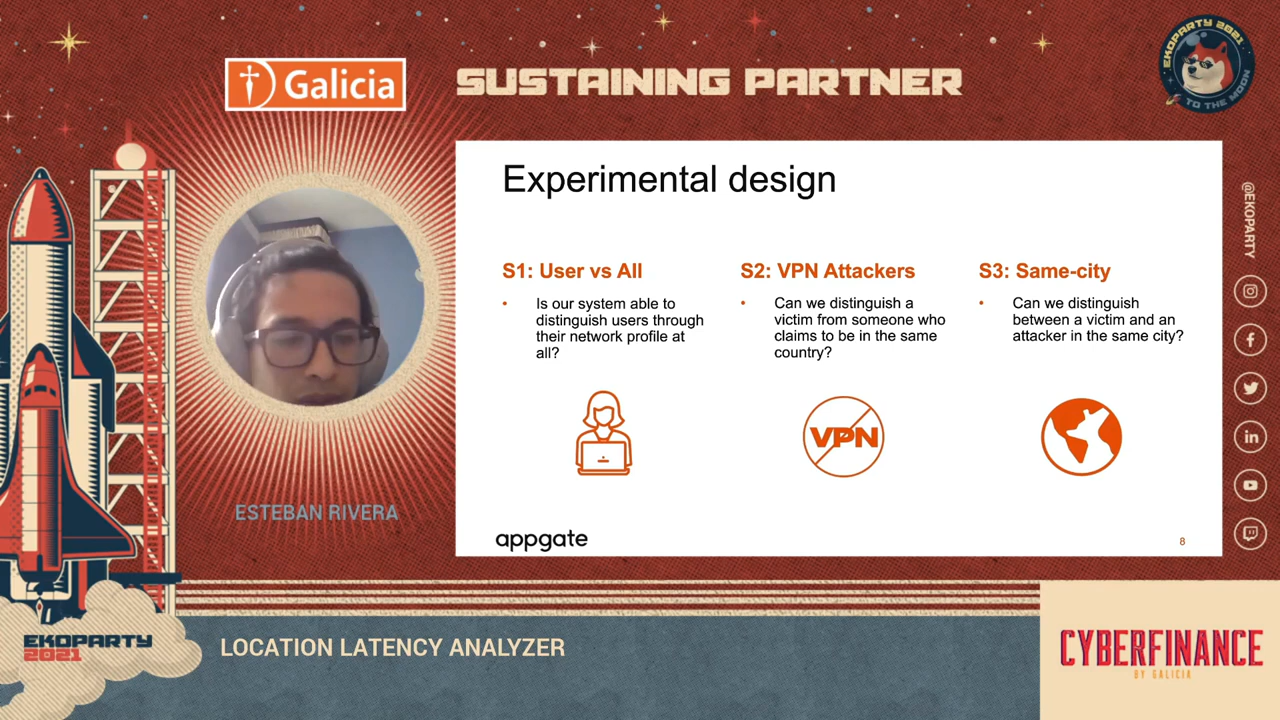 Galicia
SUSTAINING PARTNER
EKOPARTY 2021
TO THE MOON
@EKOPARTY
Experimental design
S1: User vs All
• Is our system able to
distinguish users through
their network profile at
all?
S2: VPN Attackers
• Can we distinguish a
victim from someone who
claims to be in the same
country?
VPN
S3: Same-city
• Can we distinguish
between a victim and an
attacker in the same city?
appgate
8
ESTEBAN RIVERA
EKOPARTY
2021
LOCATION LATENCY ANALYZER
CYBERFINANCE
BY GALICIA